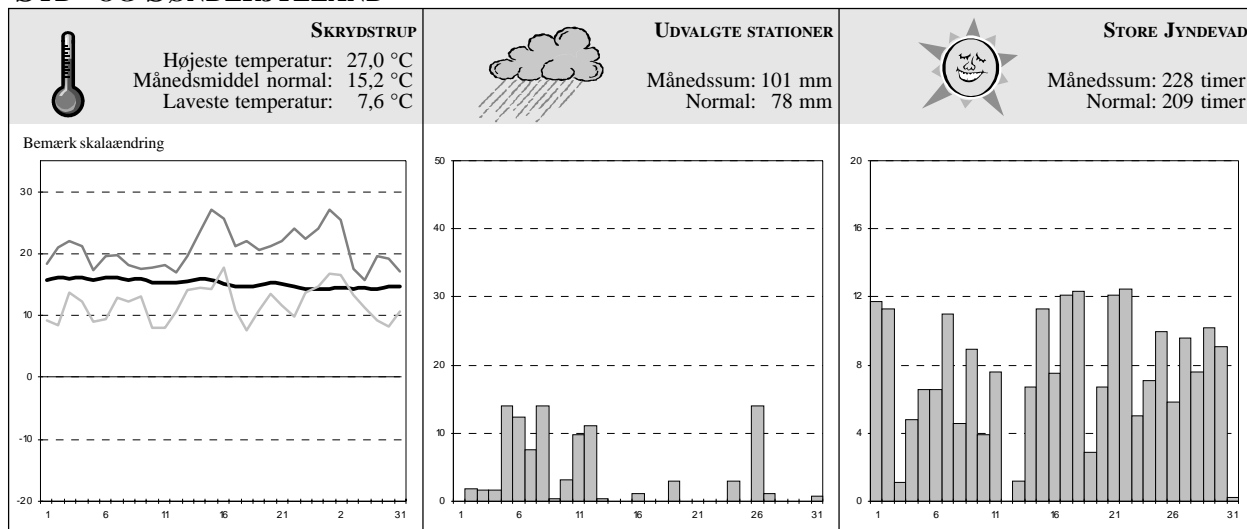 SYD- OG SØNDERJYLLAND
SKRYDSTRUP
Højeste temperatur: 27,0 °C
Månedsmiddel normal: 15,2 °C
Laveste temperatur: 7,6 °C
UDVALGTE STATIONER
Månedssum: 101 mm
Normal: 78 mm
STORE JYNDEVAD
Månedssum: 228 timer
Normal: 209 timer
Bemærk skalaændring
30
20
10
0
-10
-20
1 6 11 16 21 2 31
50
40
30
20
10
0
1 6 11 16 21 26 31
20
16
12
8
4
0
1 6 11 16 21 26 31